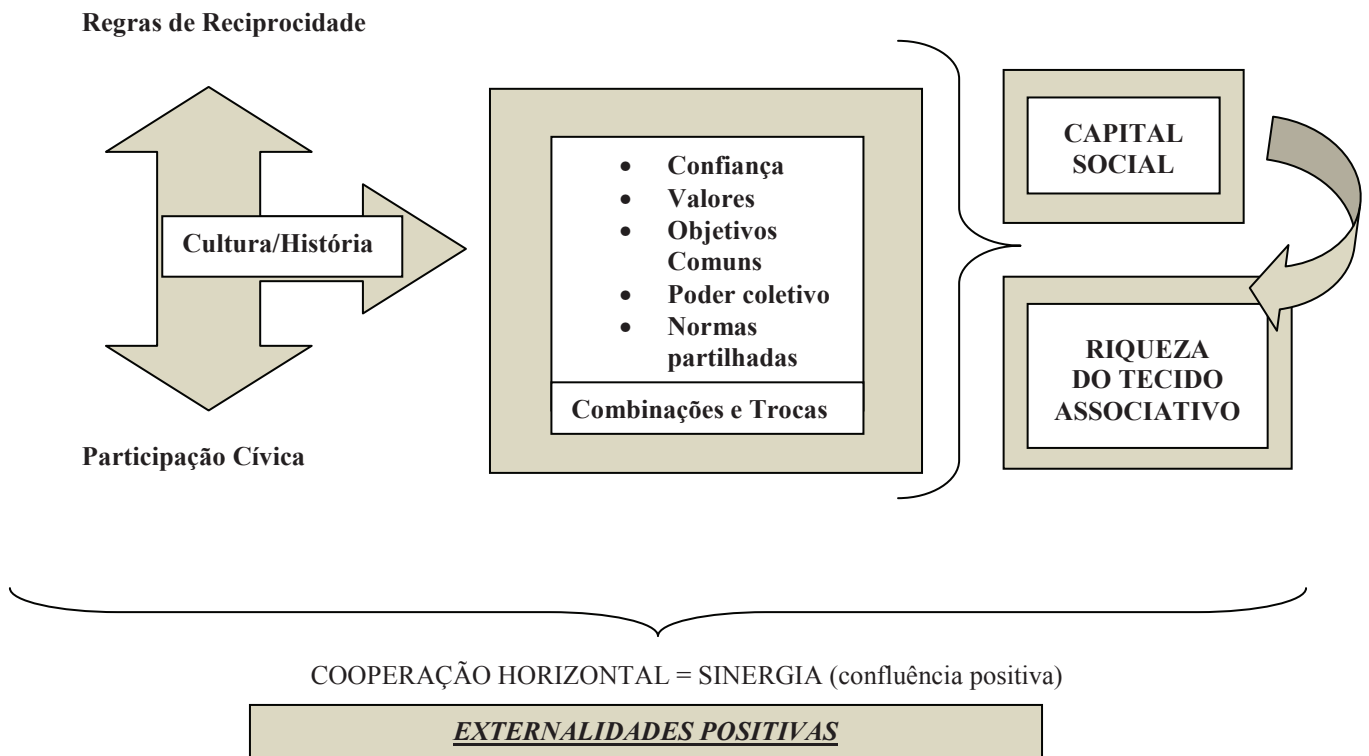 Regras de Reciprocidade
Cultura/História
Participação Cívica
• Confiança
• Valores
• Objetivos
Comuns
• Poder coletivo
• Normas
partilhadas
Combinações e Trocas
CAPITAL
SOCIAL
RIQUEZA
DO TECIDO
ASSOCIATIVO
COOPERAÇÃO HORIZONTAL = SINERGIA (confluência positiva)
EXTERNALIDADES POSITIVAS